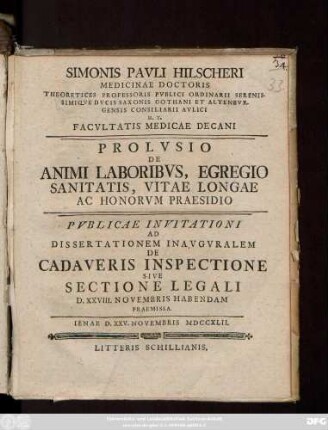 SIMONIS PAVLI HILSCHERI
MEDICINAE DOCTORIS
THEORETICES PROFESSORIS PVBLICI ORDINARII SERENIS-
SIMIQVE DVCIS SAXONIS GOTHANI ET ALTENBVR-
GENSIS CONSILIARII AVLICI
H. T.
FACVLTATIS MEDICAE DECANI
PROLVSIO
DE
ANIMI LABORIBVS, EGREGIO
SANITATIS, VITAE LONGAE
AC HONORVM PRAESIDIO
PVBLICAE INVITATIONI
AD
DISSERTATIONEM INAVGVRALEM
DE
CADAVERIS INSPECTIONE
SIVE
SECTIONE LEGALI
D. XXVIII. NOVEMBRIS HABENDAM
PRAEMISSA.
IENAE D. XXV. NOVEMBRIS MDCCXLII.
LITTERIS SCHILLIANIS.